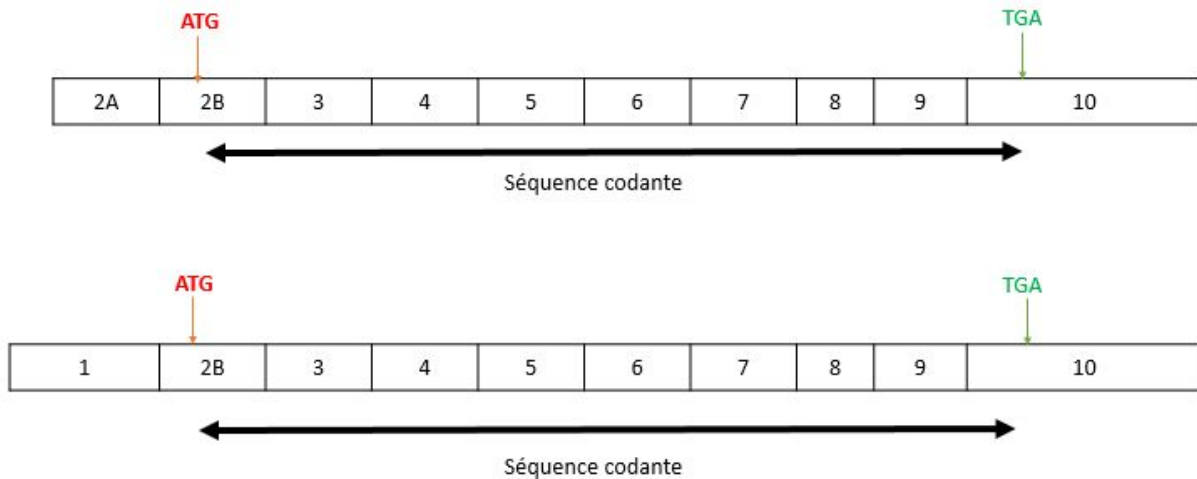 ATG TGA
2A 2B 3 4 5 6 7 8 9 10
Séquence codante
ATG TGA
1 2B 3 4 5 6 7 8 9 10
Séquence codante